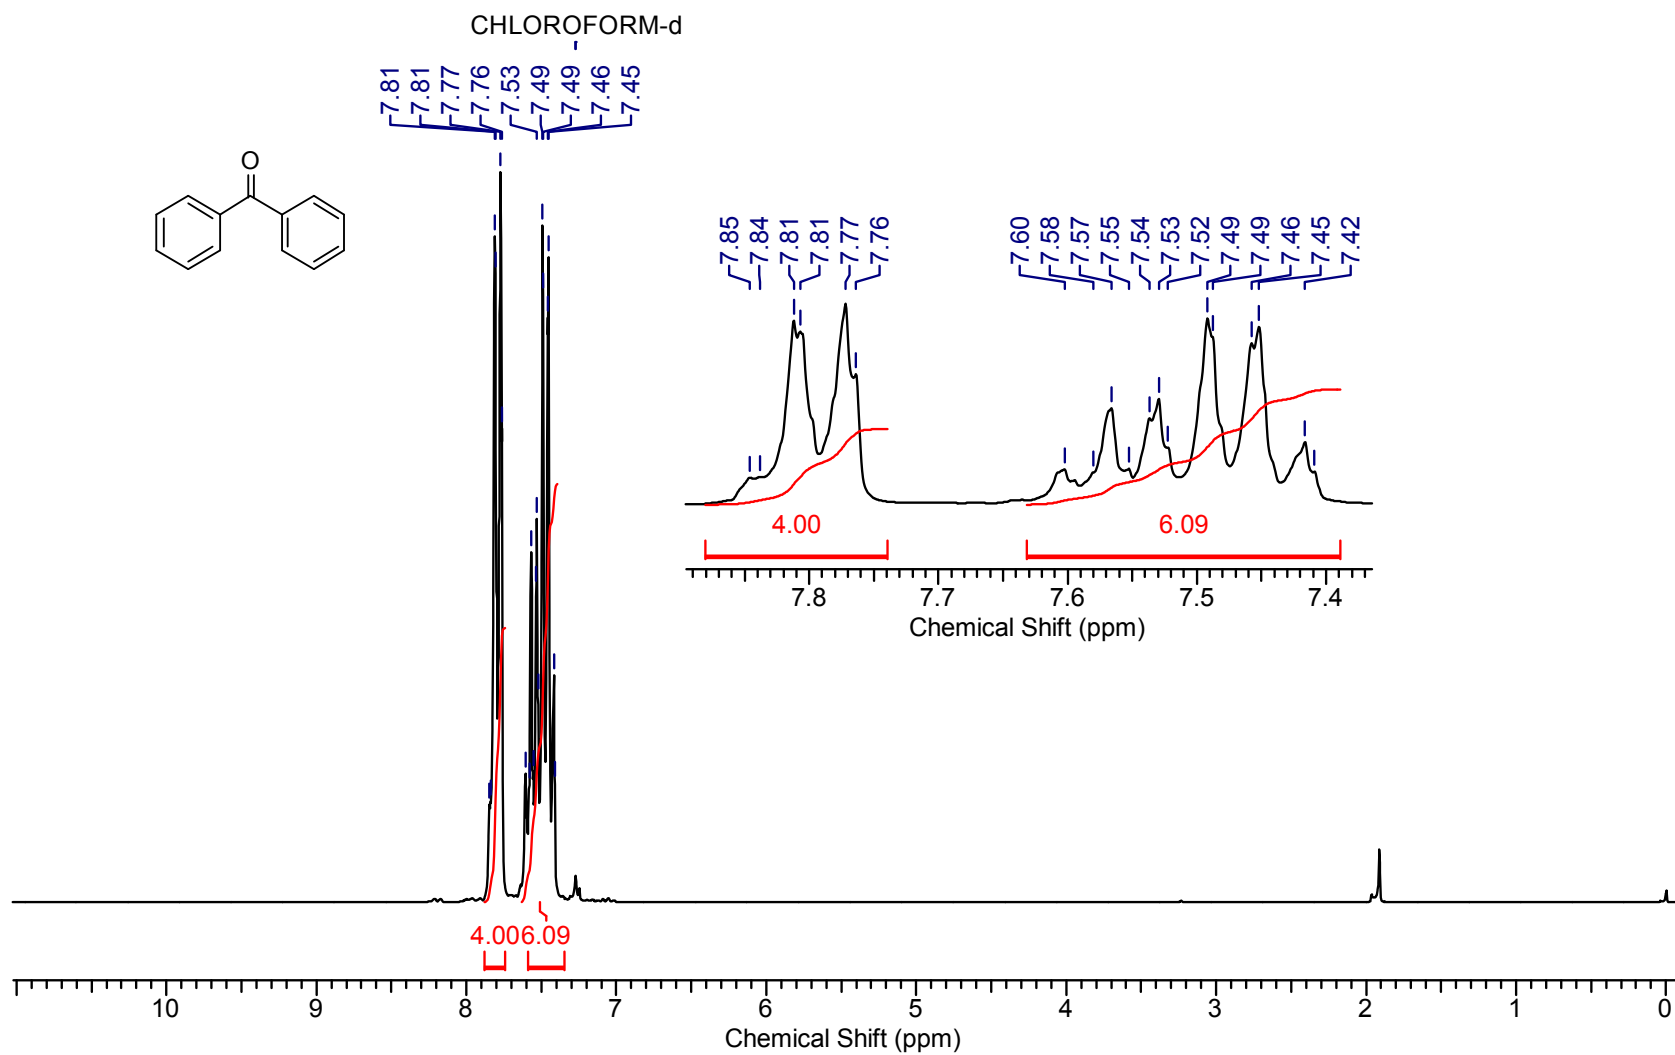 CHLOROFORM-d
7.81 7.81 7.77 7.76 7.53 7.49 7.49 7.46 7.45
O
7.85 7.84 7.81 7.81 7.77 7.76 7.60 7.58 7.57 7.55 7.54 7.53 7.52 7.49 7.49 7.46 7.45 7.42
4.00 6.09
7.8 7.7 7.6 7.5 7.4
Chemical Shift (ppm)
4.00 6.09
10 9 8 7 6 5 4 3 2 1 0
Chemical Shift (ppm)